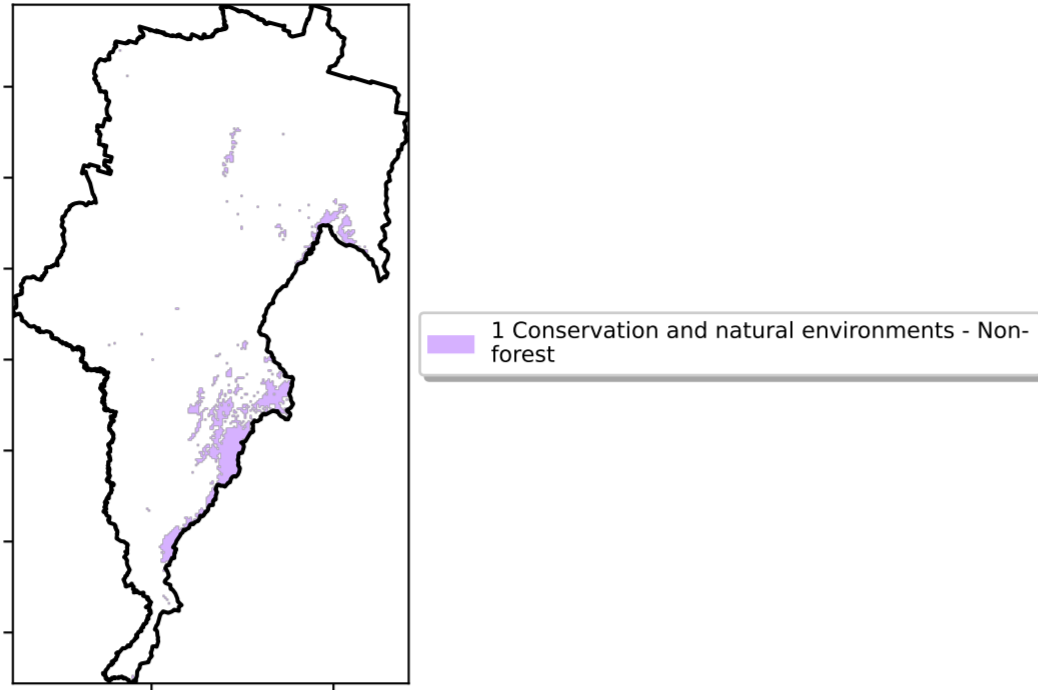 1 Conservation and natural environments - Non-
forest